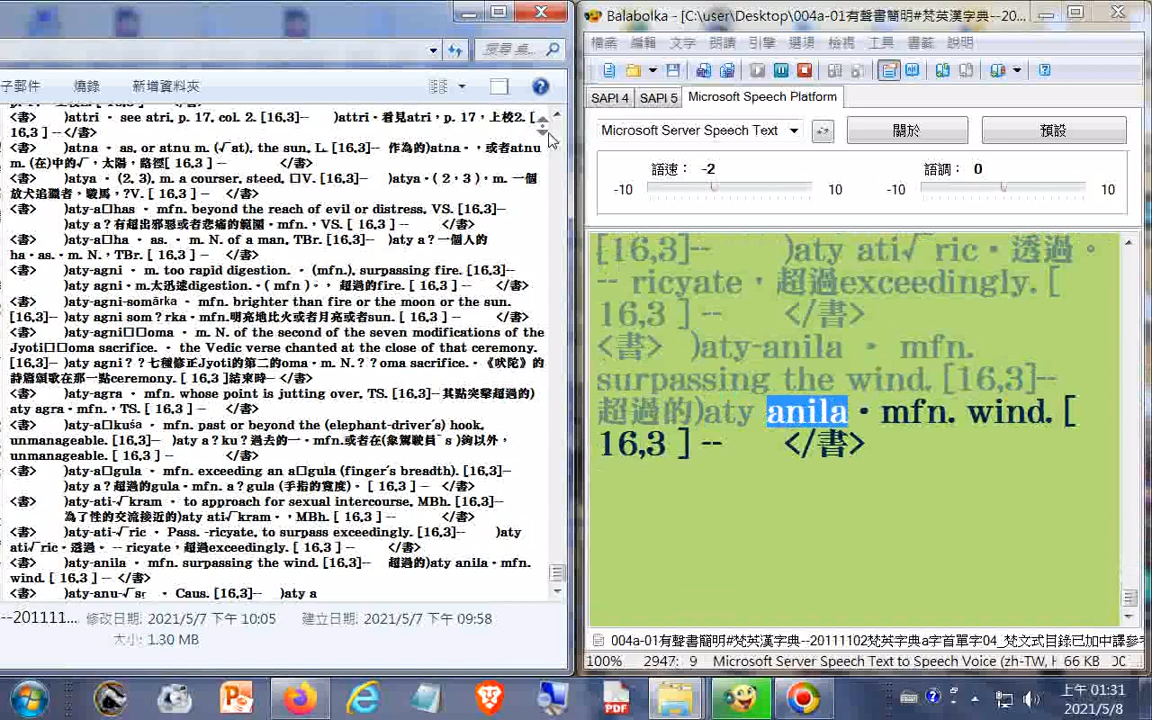 搜尋 桌...
子郵件 燒錄 新增資料夾
16,3 ] --</書>
<書> )attri · see atri, p. 17, col. 2. [16,3]-- )attri·看見atri,p. 17,上校2. [
16,3 ] --</書>
<書> )atna · as, or atnu m. (√at), the sun, L. [16,3]-- 作為的)atna·,或者atnu
m. (在)中的√,太陽,路徑[ 16,3 ] -- </書>
<書> )atya · (2, 3), m. a courser, steed, □V. [16,3]-- )atya·( 2,3 ),m. 一個
放犬追獵者,駿馬,?V. [ 16,3 ] -- </書>
<書> )aty-a□has · mfn. beyond the reach of evil or distress, VS. [16,3]--
)aty a?有超出邪惡或者悲痛的範圍·mfn.,VS. [ 16,3 ] -- </書>
<書> )aty-a□ha · as. · m. N. of a man, TBr. [16,3]-- )aty a?一個人的
ha·as.·m. N.,TBr. [ 16,3 ] -- </書>
<書> )aty-agni · m. too rapid digestion. · (mfn.), surpassing fire. [16,3]--
)aty agni·m.太迅速digestion.·( mfn )。,超過的fire. [ 16,3 ] -- </書>
<書> )aty-agni-somārka · mfn. brighter than fire or the moon or the sun.
[16,3]-- )aty agni som?rka·mfn.明亮地比火或者月亮或者sun. [ 16,3 ] -- </書>
<書> )aty-agni□□oma · m. N. of the second of the seven modifications of the
Jyoti□□oma sacrifice. · the Vedic verse chanted at the close of that ceremony.
[16,3]-- )aty agni??七種修正Jyoti的第二的oma·m. N.??oma sacrifice.·《吠陀》的
詩篇頌歌在那一點ceremony. [ 16,3 ]結束時-- </書>
<書> )aty-agra · mfn. whose point is jutting over, TS. [16,3]-- 其點突擊超過的)
aty agra·mfn.,TS. [ 16,3 ] -- </書>
<書> )aty-a□kuśa · mfn. past or beyond the (elephant-driver's) hook,
unmanageable. [16,3]-- )aty a?ku?過去的一·mfn.或者在(象駕駛員~s )鉤以外,
unmanageable. [ 16,3 ] -- </書>
<書> )aty-a□gula · mfn. exceeding an a□gula (finger's breadth). [16,3]--
)aty a?超過的gula·mfn. a?gula (手指的寬度)。 [ 16,3 ] -- </書>
<書> )aty-ati-√kram · to approach for sexual intercourse, MBh. [16,3]--
為了性的交流接近的)aty ati√kram·,MBh. [ 16,3 ] -- </書>
<書> )aty-ati-√ric · Pass. -ricyate, to surpass exceedingly. [16,3]-- )aty
ati√ric·透過。-- ricyate,超過exceedingly. [ 16,3 ] -- </書>
<書> )aty-anila · mfn. surpassing the wind. [16,3]-- 超過的)aty anila·mfn.
wind. [ 16,3 ] -- </書>
<書> )aty-anu-√sṛ · Caus. [16,3]-- )aty a
--201111... 修改日期: 2021/5/7 下午 10:05 建立日期: 2021/5/7 下午 09:58
大小: 1.30 MB
Balabolka - [C:\user\Desktop\004a-01有聲書簡明#梵英漢字典--20...
檔案 編輯 文字 朗讀 引擎 選項 檢視 工具 書籤 說明
SAPI 4 SAPI 5 Microsoft Speech Platform
Microsoft Server Speech Text 關於 預設
語速: -2 語調: 0
-10 10 -10 10
[16,3]-- )aty ati√ric·透過。
-- ricyate,超過exceedingly. [
16,3 ] -- </書>
<書> )aty-anila · mfn.
surpassing the wind. [16,3]--
超過的)aty anila·mfn. wind. [
16,3 ] -- </書>
004a-01有聲書簡明#梵英漢字典--20111102梵英字典a字首單字04_梵文式目錄已加中譯參考
100% 2947: 9 Microsoft Server Speech Text to Speech Voice (zh-TW, H 66 KB
上午 01:31
2021/5/8